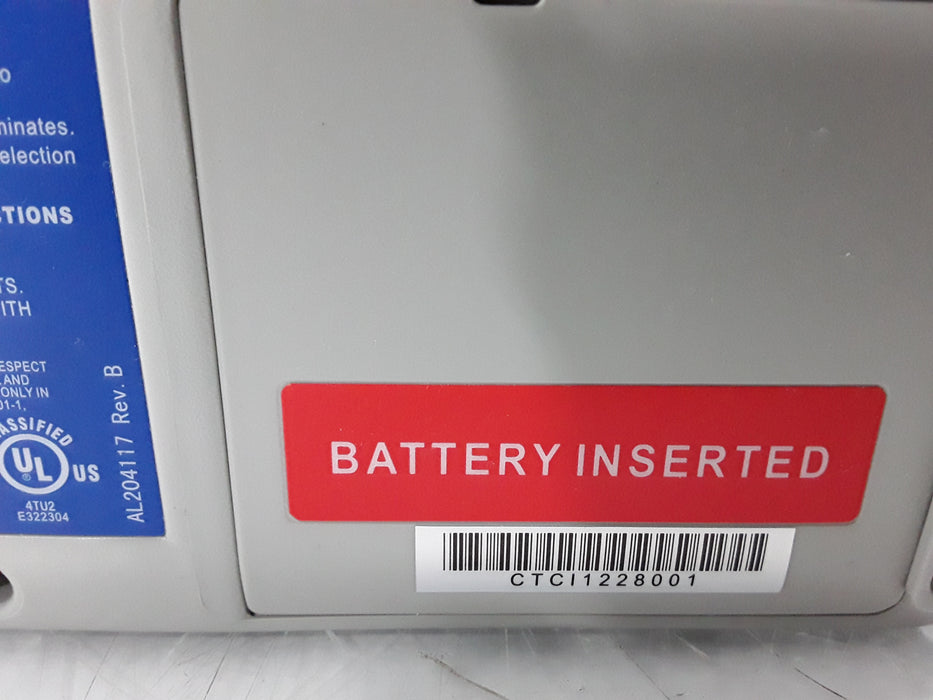 o
minates.
election
CTIONS
TS.
ITH
ESPECT
AND
ONLY IN
01-1,
ASSIFIED
UL
®
US
4TU2
E322304
AL204117 Rev. B
BATTERY INSERTED
CTCI1228001